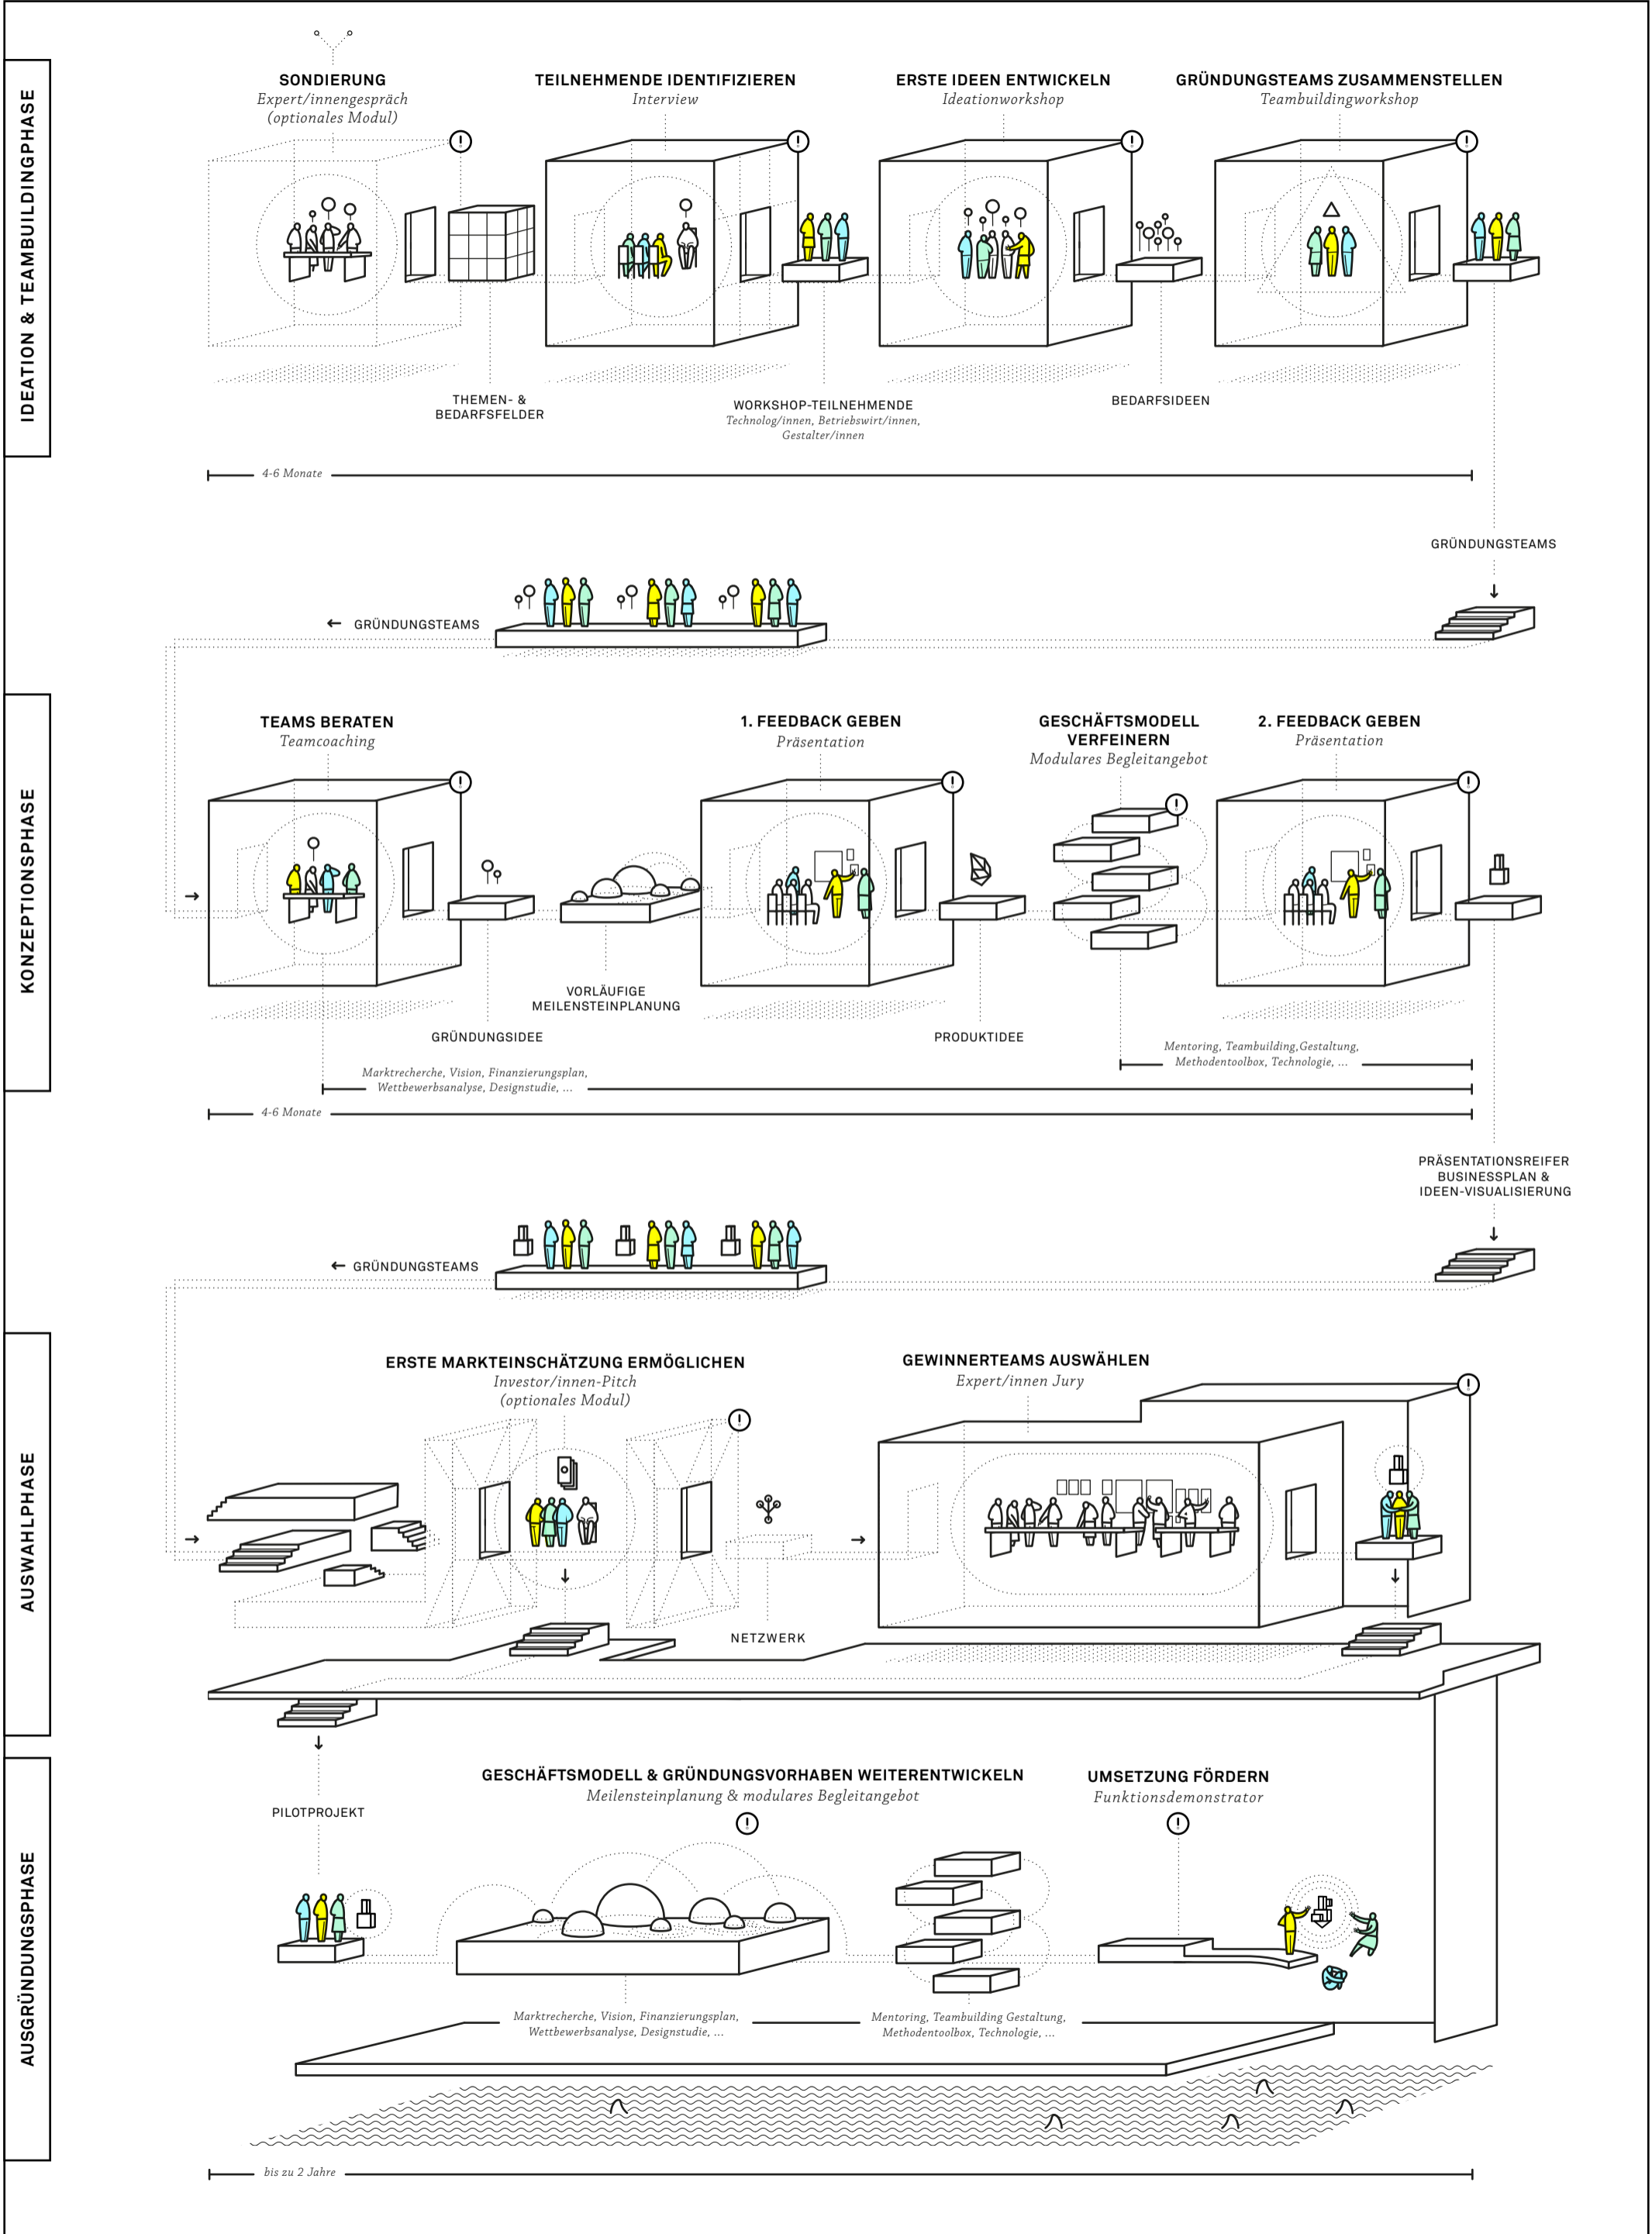 IDEATION & TEAMBUILDINGPHASE
SONDIERUNG
Expert/innengespräch
(optionales Modul)
TEILNEHMENDE IDENTIFIZIEREN
Interview
ERSTE IDEEN ENTWICKELN
Ideationworkshop
GRÜNDUNGSTEAMS ZUSAMMENSTELLEN
Teambuildingworkshop
THEMEN- &
BEDARFSFELDER
WORKSHOP-TEILNEHMENDE
Technolog/innen, Betriebswirt/innen,
Gestalter/innen
BEDARFSIDEEN
4-6 Monate
GRÜNDUNGSTEAMS
← GRÜNDUNGSTEAMS
KONZEPTIONSPHASE
TEAMS BERATEN
Teamcoaching
1. FEEDBACK GEBEN
Präsentation
GESCHÄFTSMODELL
VERFEINERN
Modulares Begleitangebot
2. FEEDBACK GEBEN
Präsentation
VORLÄUFIGE
MEILENSTEINPLANUNG
GRÜNDUNGSIDEE
PRODUKTIDEE
Mentoring, Teambuilding,Gestaltung,
Methodentoolbox, Technologie, ...
Marktrecherche, Vision, Finanzierungsplan,
Wettbewerbsanalyse, Designstudie, ...
4-6 Monate
PRÄSENTATIONSREIFER
BUSINESSPLAN &
IDEEN-VISUALISIERUNG
← GRÜNDUNGSTEAMS
AUSWAHLPHASE
ERSTE MARKTEINSCHÄTZUNG ERMÖGLICHEN
Investor/innen-Pitch
(optionales Modul)
GEWINNERTEAMS AUSWÄHLEN
Expert/innen Jury
NETZWERK
AUSGRÜNDUNGSPHASE
PILOTPROJEKT
GESCHÄFTSMODELL & GRÜNDUNGSVORHABEN WEITERENTWICKELN
Meilensteinplanung & modulares Begleitangebot
UMSETZUNG FÖRDERN
Funktionsdemonstrator
Marktrecherche, Vision, Finanzierungsplan,
Wettbewerbsanalyse, Designstudie, ...
Mentoring, Teambuilding Gestaltung,
Methodentoolbox, Technologie, ...
bis zu 2 Jahre